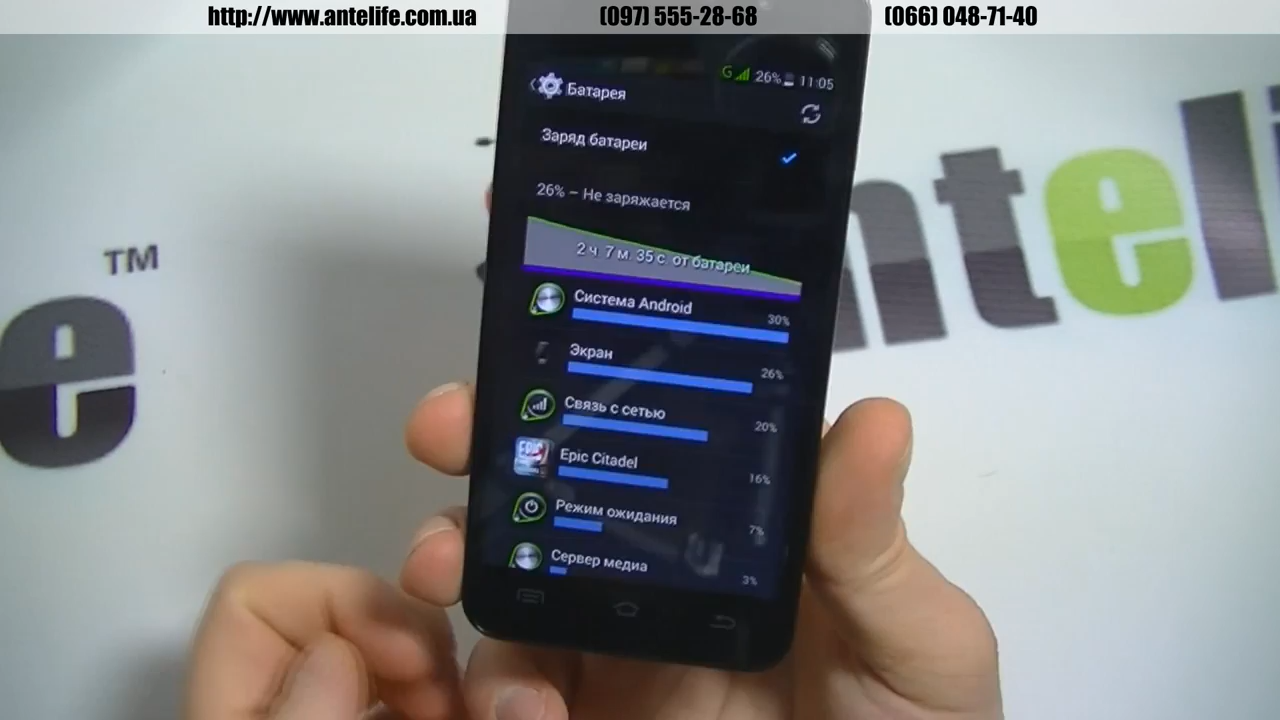 http://www.antelife.com.ua (097) 555-28-68 (066) 048-71-40
G 26% 11:05
Батарея
Заряд батареи
26% – Не заряжается
2 ч. 7 м. 35 с. от батареи
Система Android 30%
Экран 26%
Связь с сетью 20%
EPIC
Epic Citadel 16%
Режим ожидания 7%
Сервер медиа 3%
e TM
antel